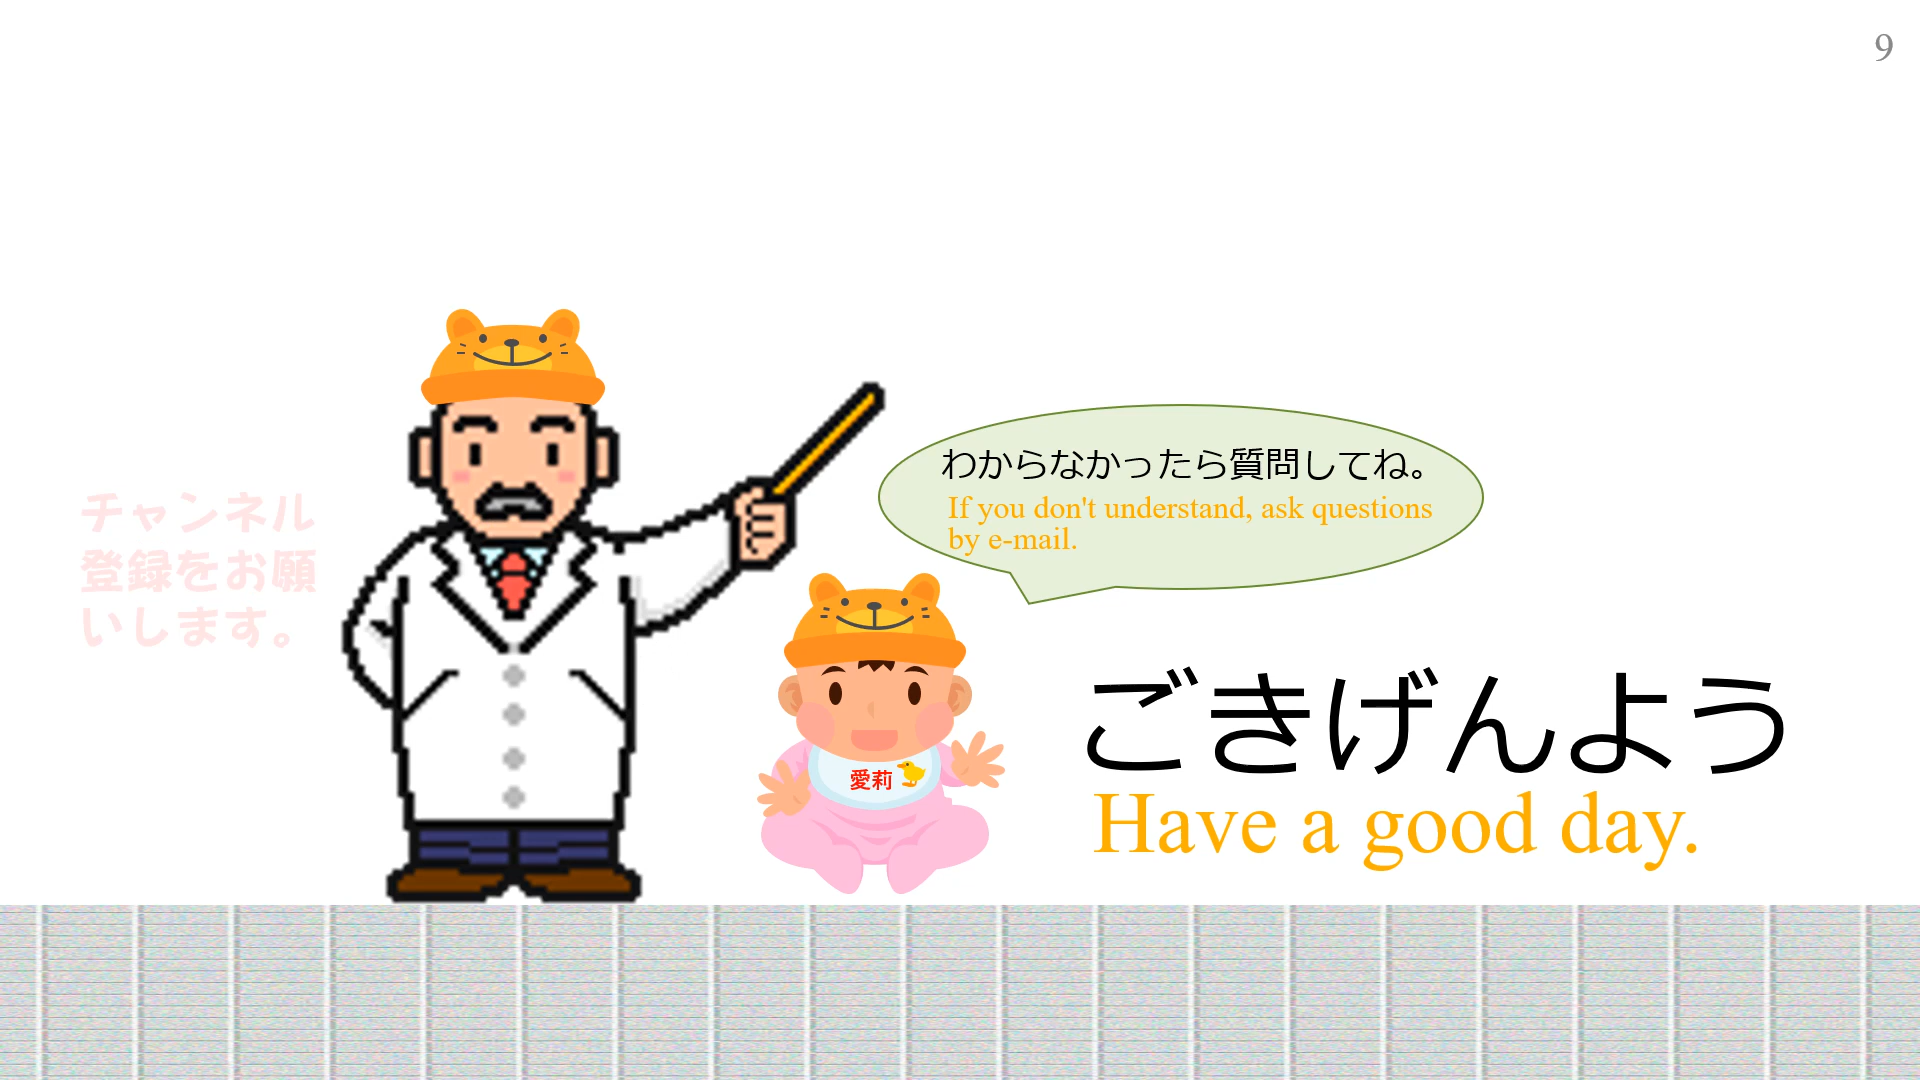 9
チャンネル
登録をお願
いします。
わからなかったら質問してね。
If you don't understand, ask questions
by e-mail.
愛莉
ごきげんよう
Have a good day.